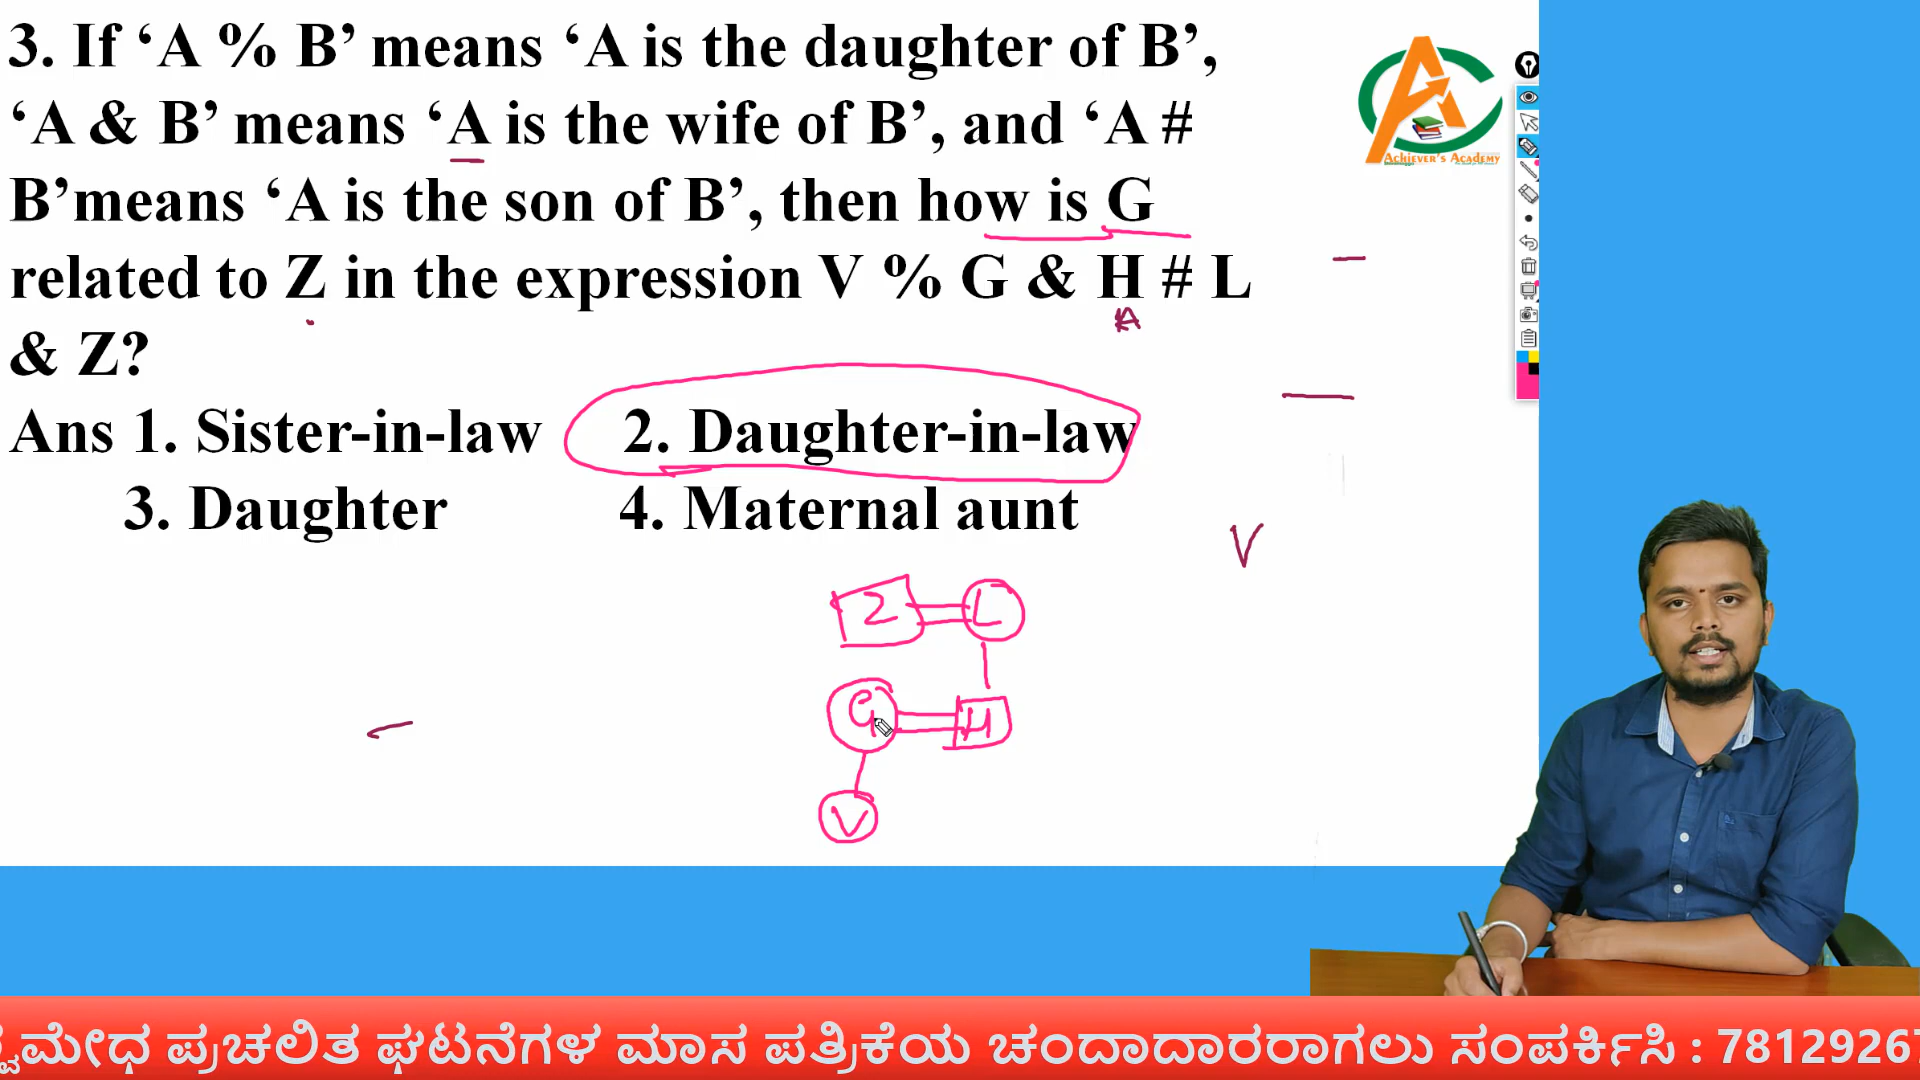 3. If ‘A % B’ means ‘A is the daughter of B’,
‘A & B’ means ‘A is the wife of B’, and ‘A #
B’means ‘A is the son of B’, then how is G
related to Z in the expression V % G & H # L
& Z?
Ans 1. Sister-in-law 2. Daughter-in-law
3. Daughter 4. Maternal aunt
ACHIEVER'S ACADEMY
V
Z L
G H
V
ಪ್ರಚಲಿತ ಘಟನೆಗಳ ಮಾಸ ಪತ್ರಿಕೆಯ ಚಂದಾದಾರರಾಗಲು ಸಂಪರ್ಕಿಸಿ : 7812926